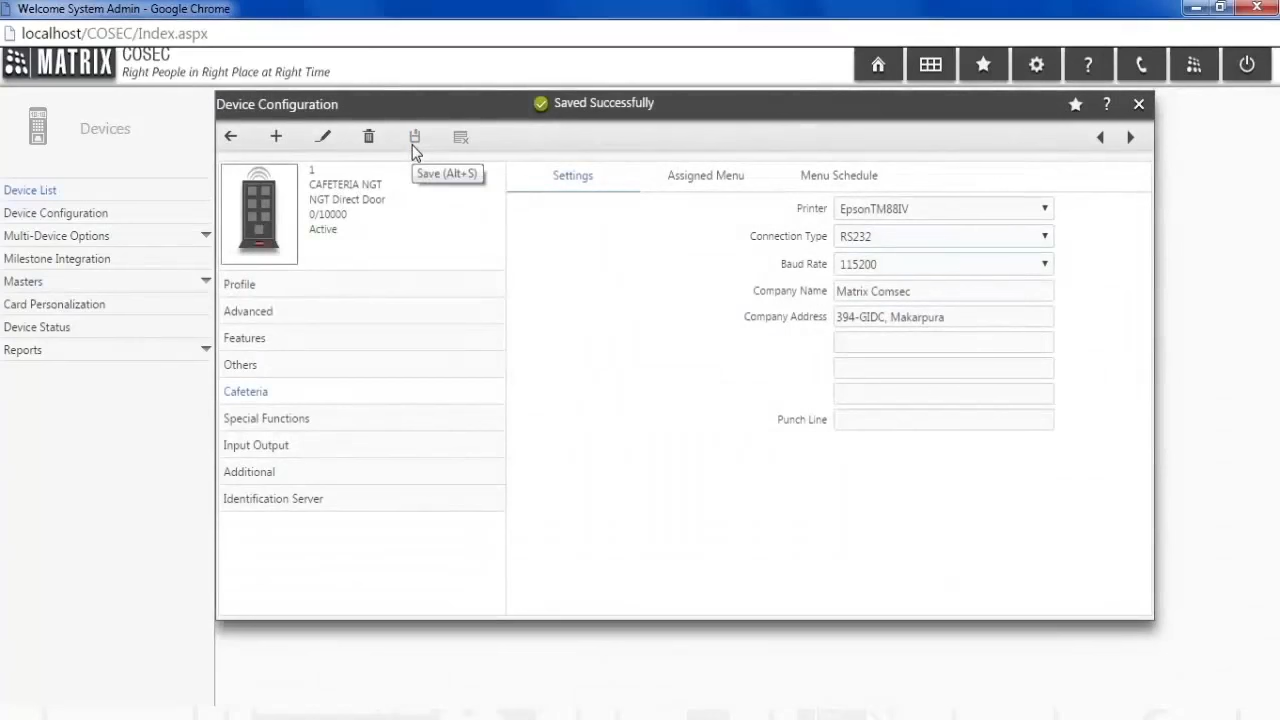 Welcome System Admin - Google Chrome
localhost/COSEC/Index.aspx
MATRIX
COSEC
Right People in Right Place at Right Time
?
Devices
Device List
Device Configuration
Multi-Device Options
Milestone Integration
Masters
Card Personalization
Device Status
Reports
Device Configuration
Saved Successfully
?
Save (Alt+S)
1
CAFETERIA NGT
NGT Direct Door
0/10000
Active
Profile
Advanced
Features
Others
Cafeteria
Special Functions
Input Output
Additional
Identification Server
Settings
Assigned Menu
Menu Schedule
Printer EpsonTM88IV
Connection Type RS232
Baud Rate 115200
Company Name Matrix Comsec
Company Address 394-GIDC, Makarpura
Punch Line